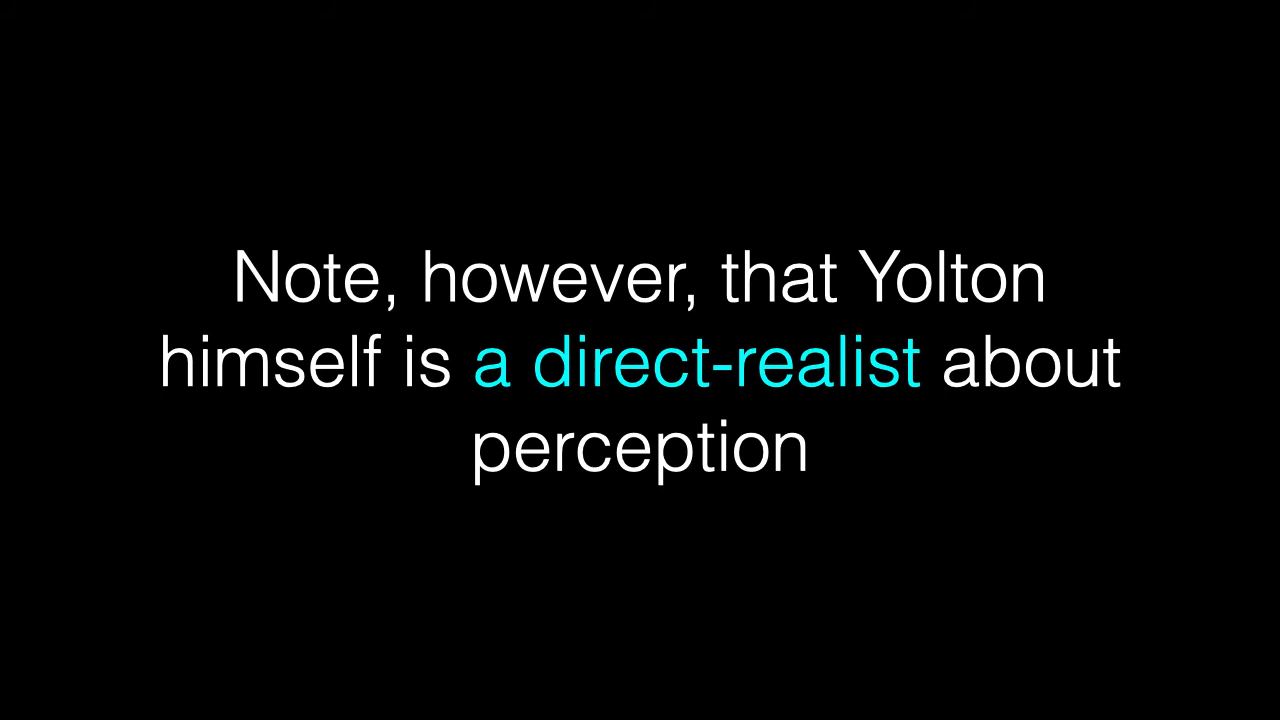 Note, however, that Yolton
himself is a direct-realist about
perception